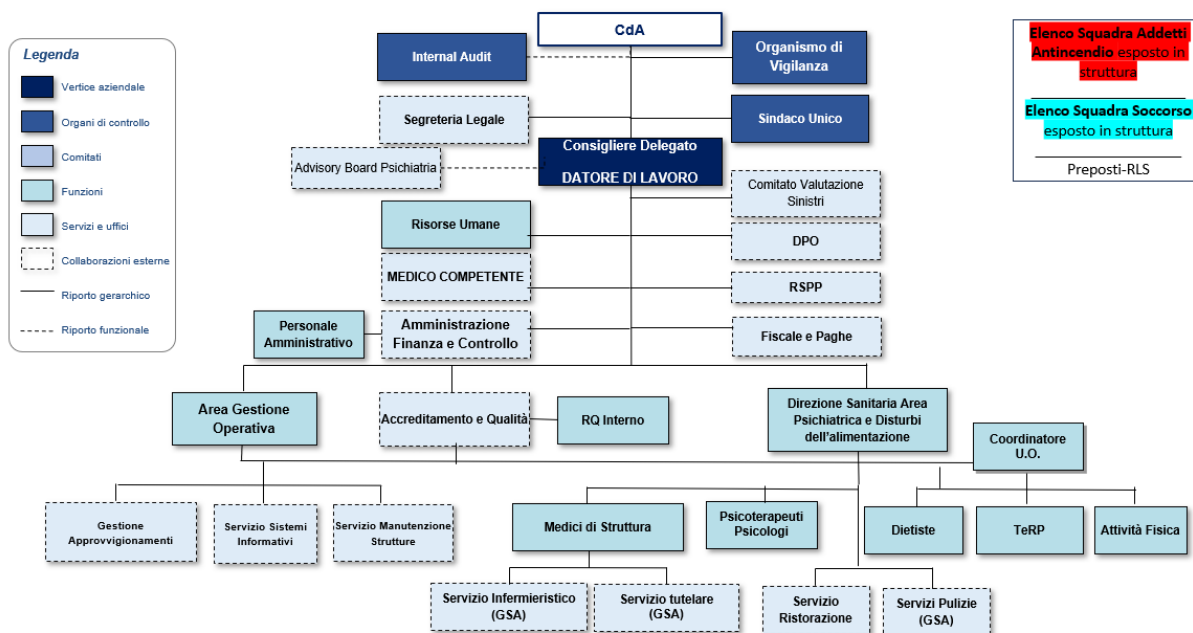 Legenda
Vertice aziendale
Organi di controllo
Comitati
Funzioni
Servizi e uffici
Collaborazioni esterne
Riporto gerarchico
Riporto funzionale
CdA
Internal Audit
Organismo di
Vigilanza
Segreteria Legale
Sindaco Unico
Consigliere Delegato
DATORE DI LAVORO
Advisory Board Psichiatria
Comitato Valutazione
Sinistri
Risorse Umane
DPO
MEDICO COMPETENTE
RSPP
Personale
Amministrativo
Amministrazione
Finanza e Controllo
Fiscale e Paghe
Elenco Squadra Addetti
Antincendio esposto in
struttura
Elenco Squadra Soccorso
esposto in struttura
Preposti-RLS
Area Gestione
Operativa
Accreditamento e Qualità
RQ Interno
Direzione Sanitaria Area
Psichiatrica e Disturbi
dell'alimentazione
Coordinatore
U.O.
Gestione
Approvvigionamenti
Servizio Sistemi
Informativi
Servizio Manutenzione
Strutture
Medici di Struttura
Psicoterapeuti
Psicologi
Dietiste
TeRP
Attività Fisica
Servizio Infermieristico
(GSA)
Servizio tutelare
(GSA)
Servizio
Ristorazione
Servizi Pulizie
(GSA)